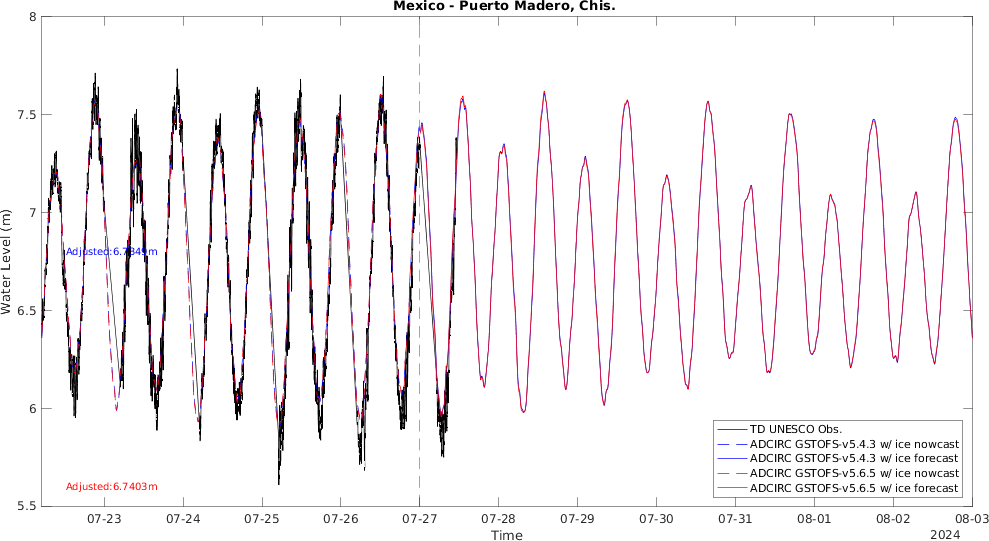 Mexico - Puerto Madero, Chis.
8
7.5
7
6.5
6
5.5
Water Level (m)
Adjusted:6.7349m
Adjusted:6.7403m
TD UNESCO Obs.
ADCIRC GSTOFS-v5.4.3 w/ ice nowcast
ADCIRC GSTOFS-v5.4.3 w/ ice forecast
ADCIRC GSTOFS-v5.6.5 w/ ice nowcast
ADCIRC GSTOFS-v5.6.5 w/ ice forecast
07-23 07-24 07-25 07-26 07-27 07-28 07-29 07-30 07-31 08-01 08-02 08-03
Time
2024